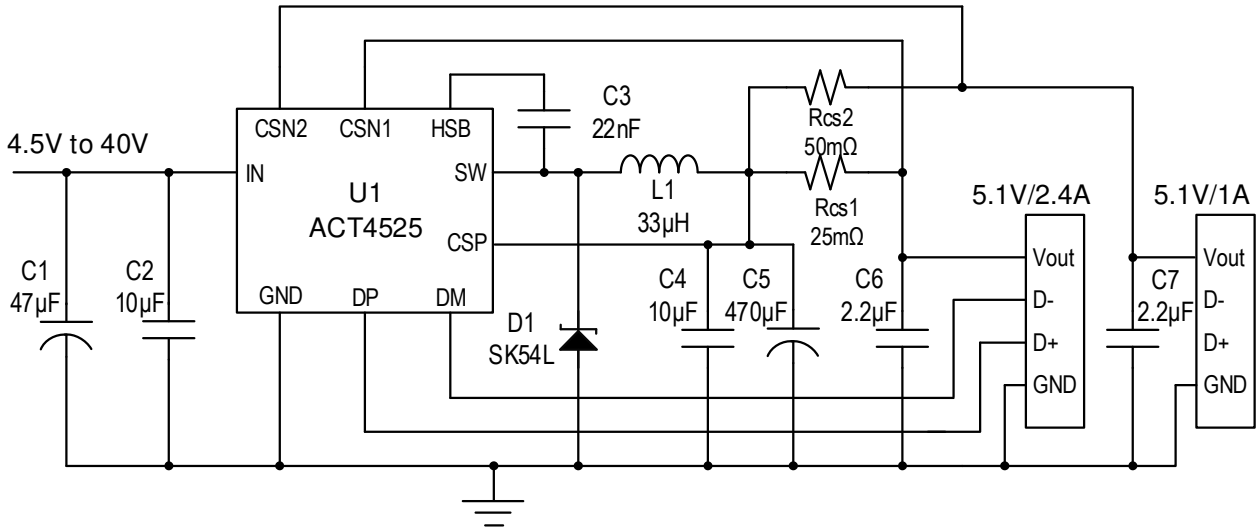 4.5V to 40V
C1
47µF
C2
10µF
CSN2
CSN1
HSB
IN
U1
ACT4525
SW
CSP
GND
DP
DM
C3
22nF
D1
SK54L
L1
33µH
Rcs2
50mΩ
Rcs1
25mΩ
C4
10µF
C5
470µF
C6
2.2µF
5.1V/2.4A
Vout
D-
D+
GND
C7
2.2µF
5.1V/1A
Vout
D-
D+
GND